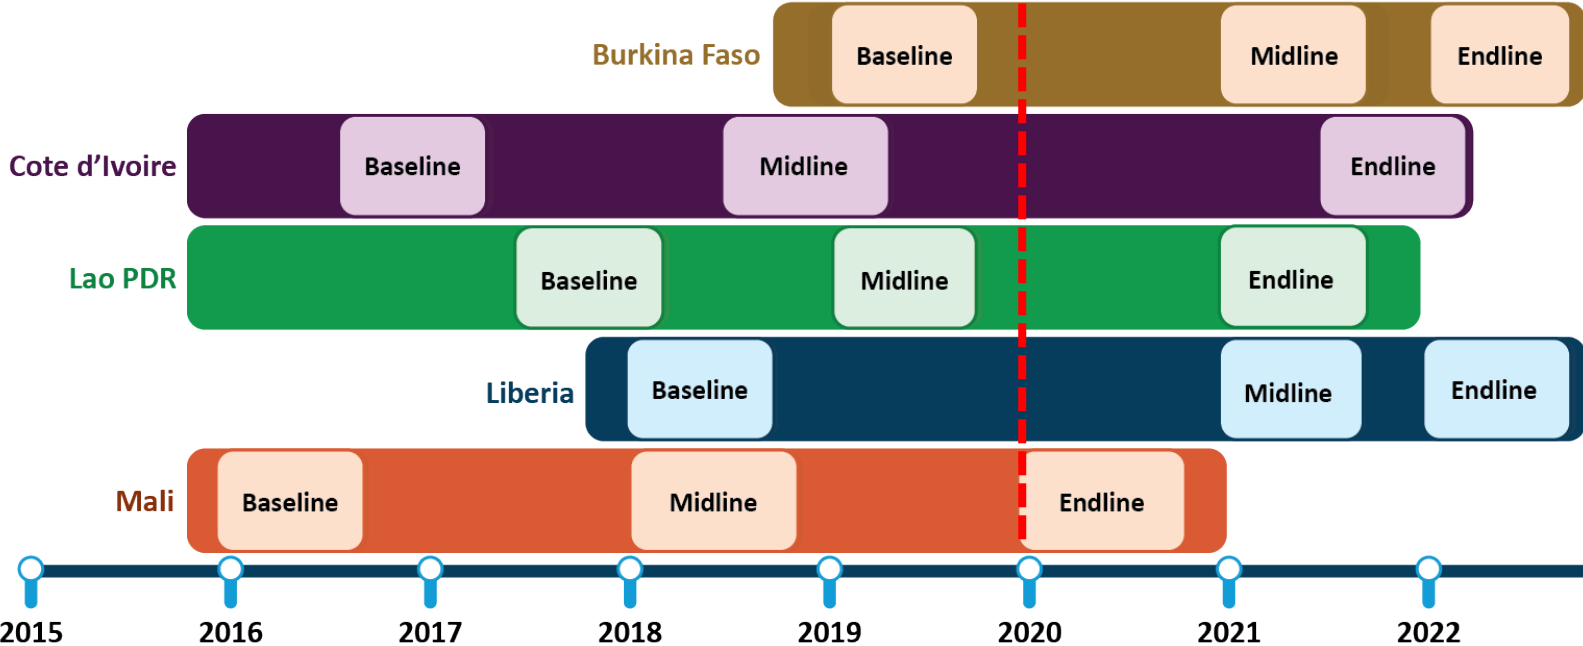 Burkina Faso Baseline Midline Endline
Cote d’Ivoire Baseline Midline Endline
Lao PDR Baseline Midline Endline
Liberia Baseline Midline Endline
Mali Baseline Midline Endline
2015 2016 2017 2018 2019 2020 2021 2022